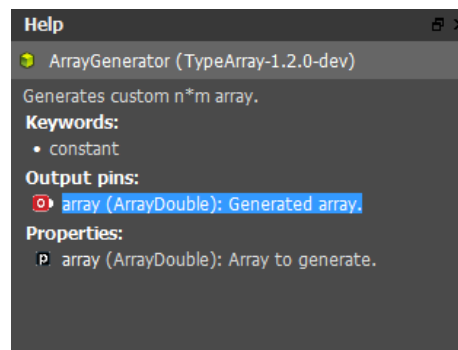 Help
ArrayGenerator (TypeArray-1.2.0-dev)
Generates custom n*m array.
Keywords:
• constant
Output pins:
array (ArrayDouble): Generated array.
Properties:
P array (ArrayDouble): Array to generate.